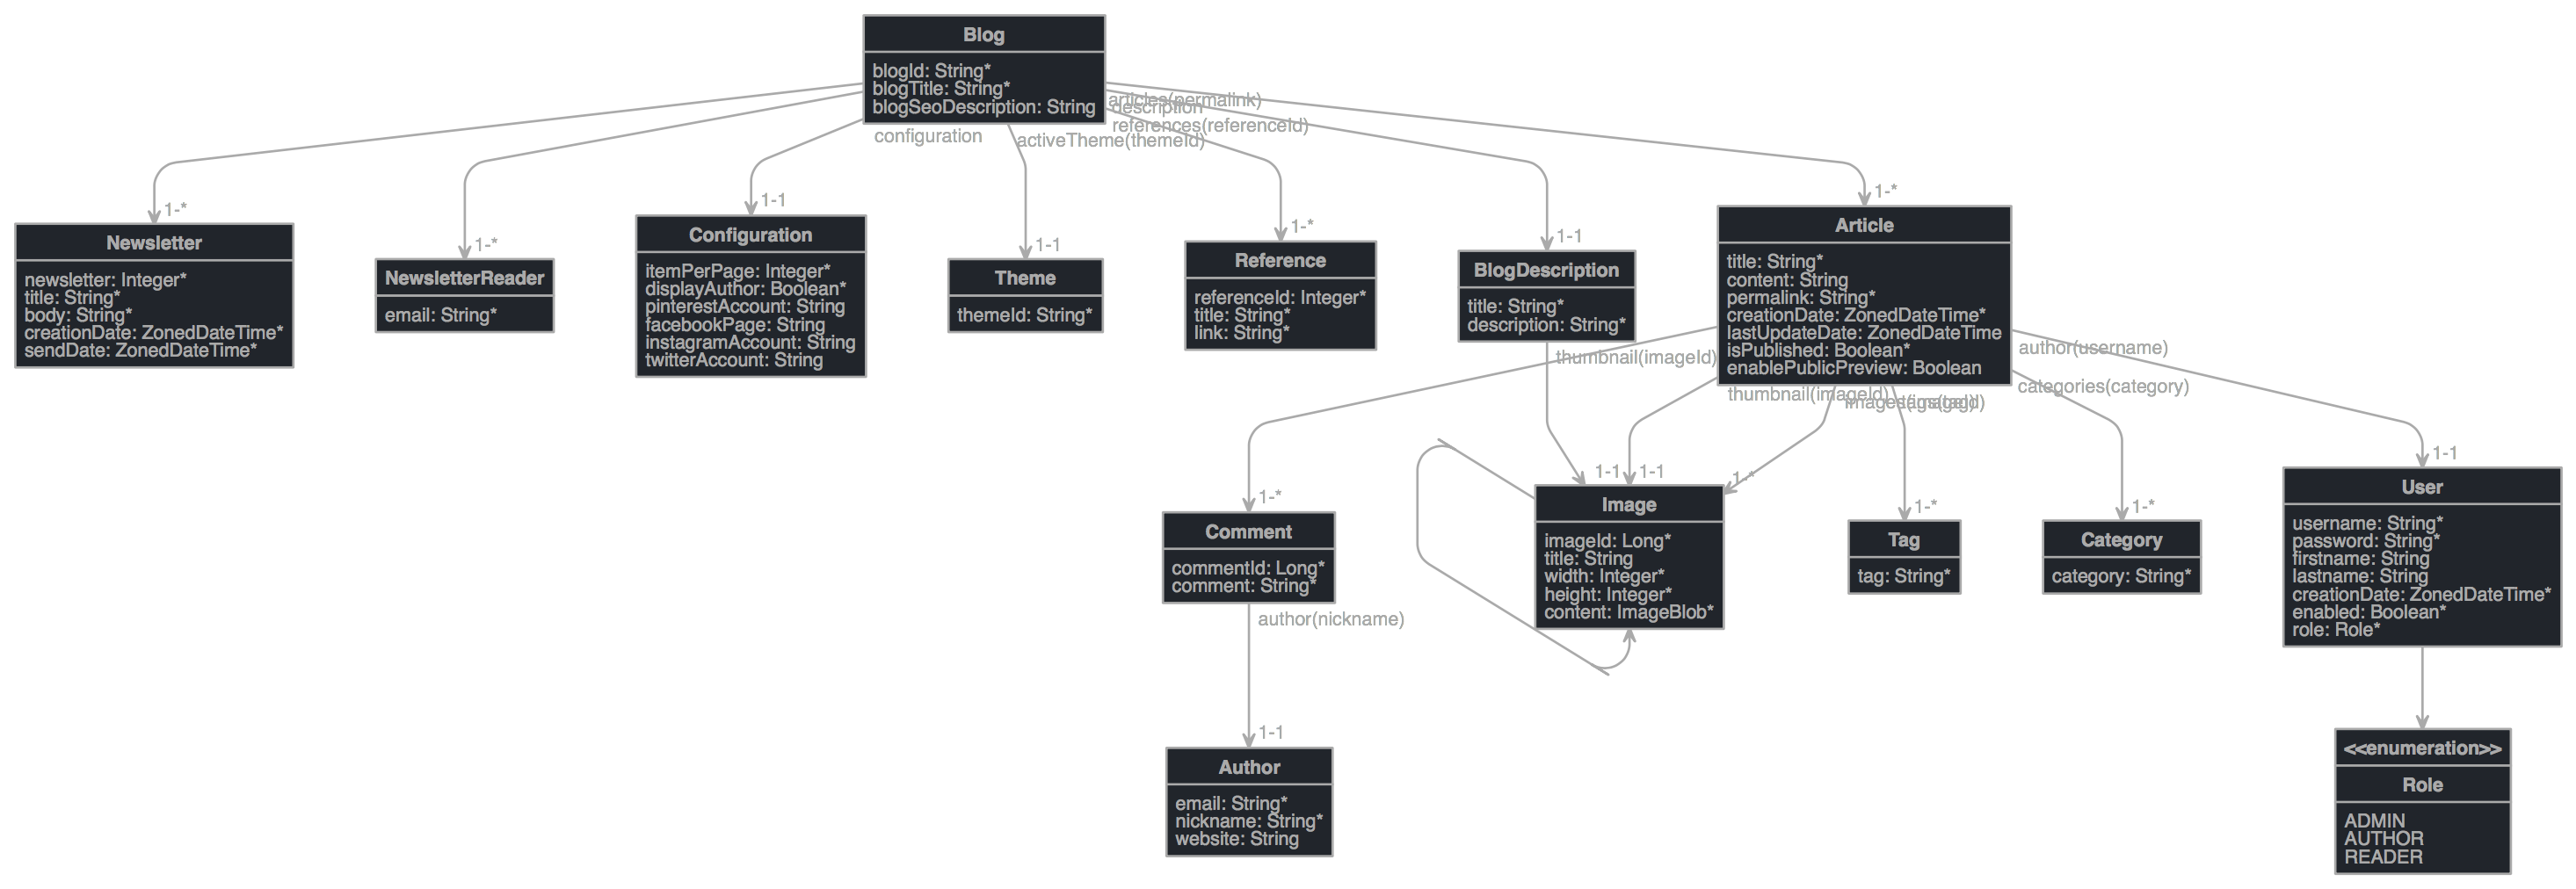 Blog
blogId: String*
blogTitle: String*
blogSeoDescription: String
articles(permalink)
description
references(referenceId)
configuration
activeTheme(themeId)
1-*
1-*
1-1
1-1
1-*
1-1
1-*
Newsletter
newsletter: Integer*
title: String*
body: String*
creationDate: ZonedDateTime*
sendDate: ZonedDateTime*
NewsletterReader
email: String*
Configuration
itemPerPage: Integer*
displayAuthor: Boolean*
pinterestAccount: String
facebookPage: String
instagramAccount: String
twitterAccount: String
Theme
themeId: String*
Reference
referenceId: Integer*
title: String*
link: String*
BlogDescription
title: String*
description: String*
Article
title: String*
content: String
permalink: String*
creationDate: ZonedDateTime*
lastUpdateDate: ZonedDateTime
isPublished: Boolean*
enablePublicPreview: Boolean
thumbnail(imageId)
author(username)
thumbnail(imageId)
images(imageId)
tags(tag)
categories(category)
1-*
1-1
1-1
1-*
1-*
1-*
1-1
Comment
commentId: Long*
comment: String*
author(nickname)
Image
imageId: Long*
title: String
width: Integer*
height: Integer*
content: ImageBlob*
Tag
tag: String*
Category
category: String*
User
username: String*
password: String*
firstname: String
lastname: String
creationDate: ZonedDateTime*
enabled: Boolean*
role: Role*
1-1
Author
email: String*
nickname: String*
website: String
<<enumeration>>
Role
ADMIN
AUTHOR
READER